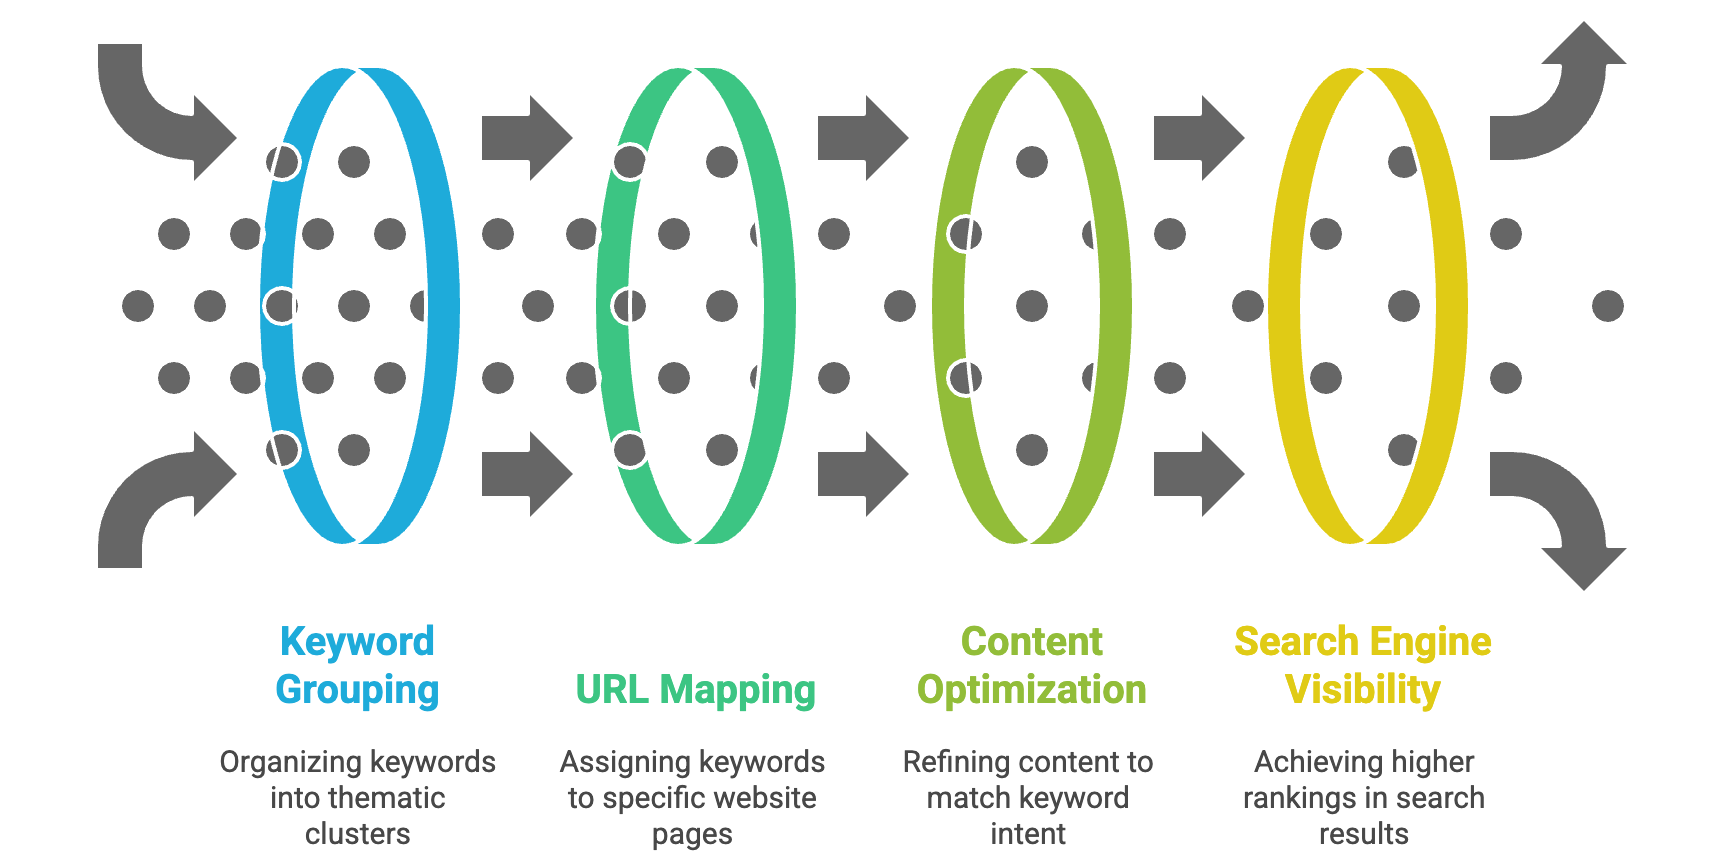 Keyword
Grouping
Organizing keywords
into thematic
clusters
URL Mapping
Assigning keywords
to specific website
pages
Content
Optimization
Refining content to
match keyword
intent
Search Engine
Visibility
Achieving higher
rankings in search
results